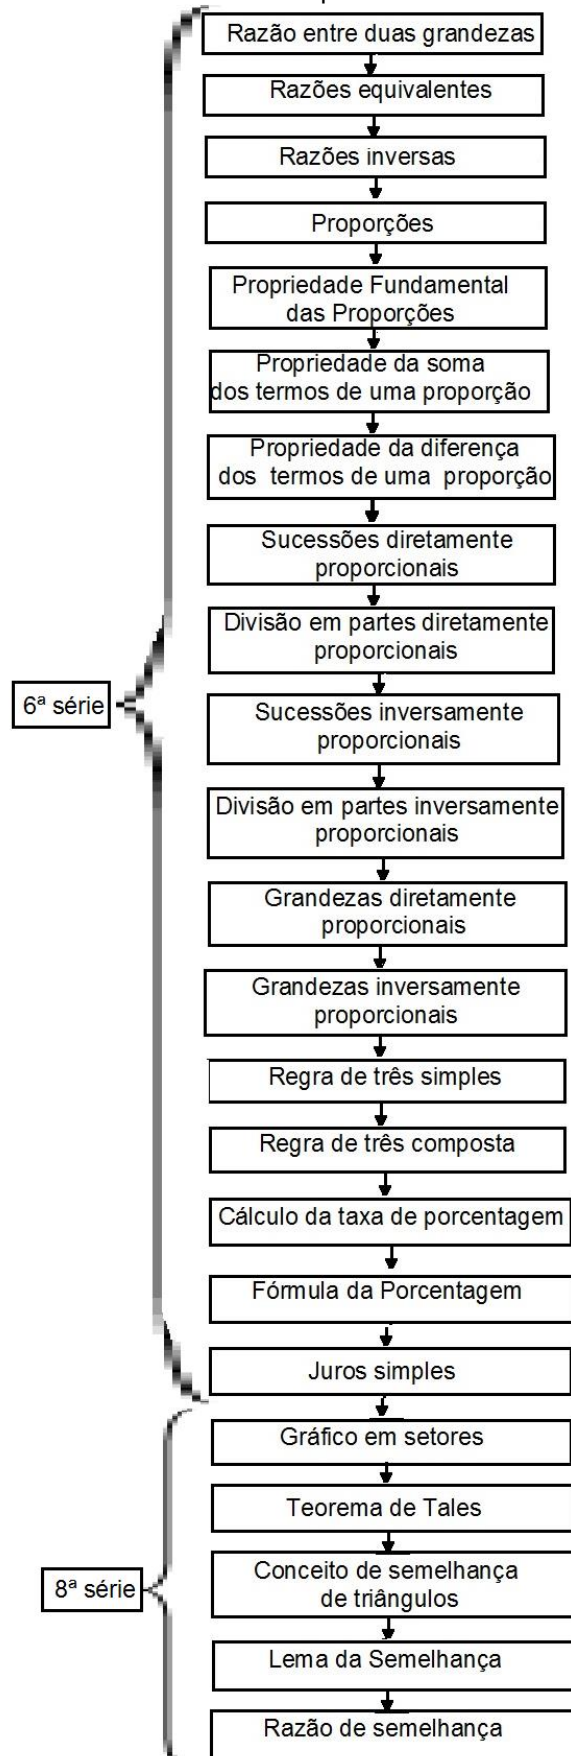 Razão entre duas grandezas
Razões equivalentes
Razões inversas
Proporções
Propriedade Fundamental
das Proporções
Propriedade da soma
dos termos de uma proporção
Propriedade da diferença
dos termos de uma proporção
Sucessões diretamente
proporcionais
Divisão em partes diretamente
proporcionais
6ª série
Sucessões inversamente
proporcionais
Divisão em partes inversamente
proporcionais
Grandezas diretamente
proporcionais
Grandezas inversamente
proporcionais
Regra de três simples
Regra de três composta
Cálculo da taxa de porcentagem
Fórmula da Porcentagem
Juros simples
Gráfico em setores
Teorema de Tales
8ª série
Conceito de semelhança
de triângulos
Lema da Semelhança
Razão de semelhança